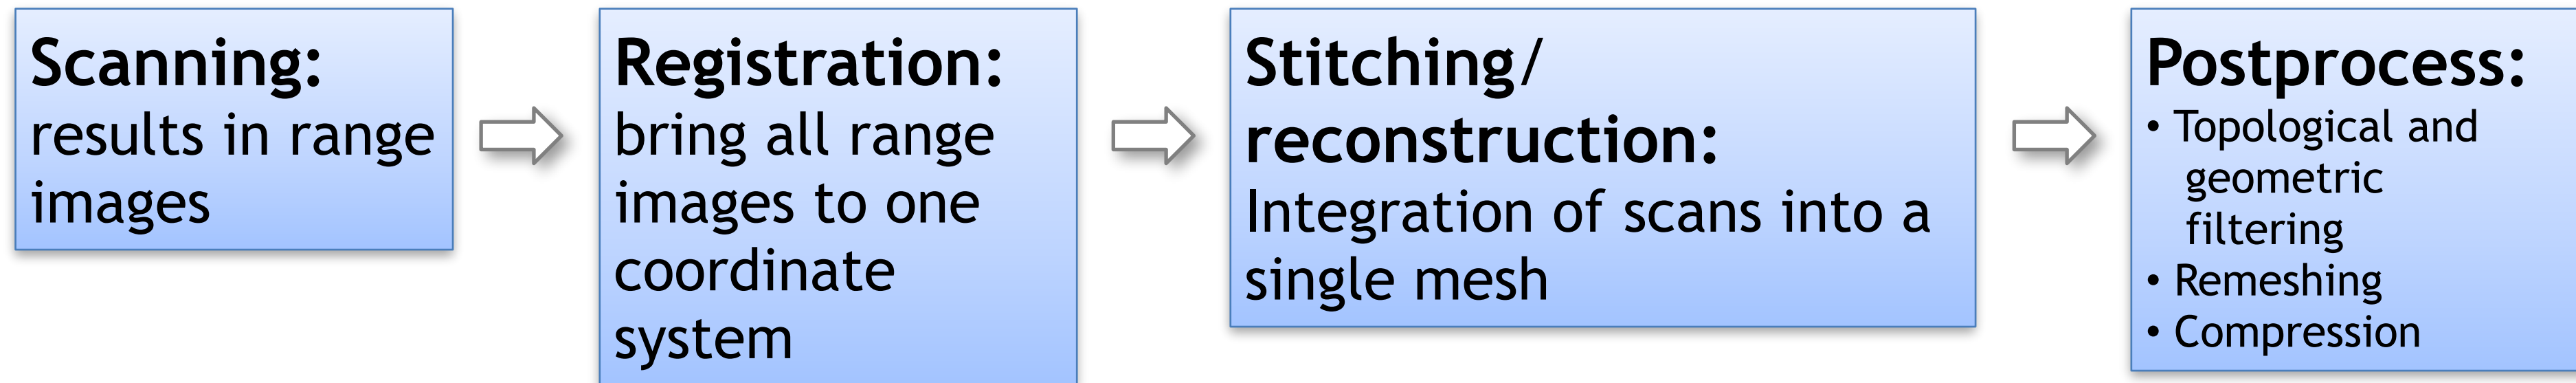 Scanning:
results in range
images
Registration:
bring all range
images to one
coordinate
system
Stitching/
reconstruction:
Integration of scans into a
single mesh
Postprocess:
• Topological and
geometric
filtering
• Remeshing
• Compression